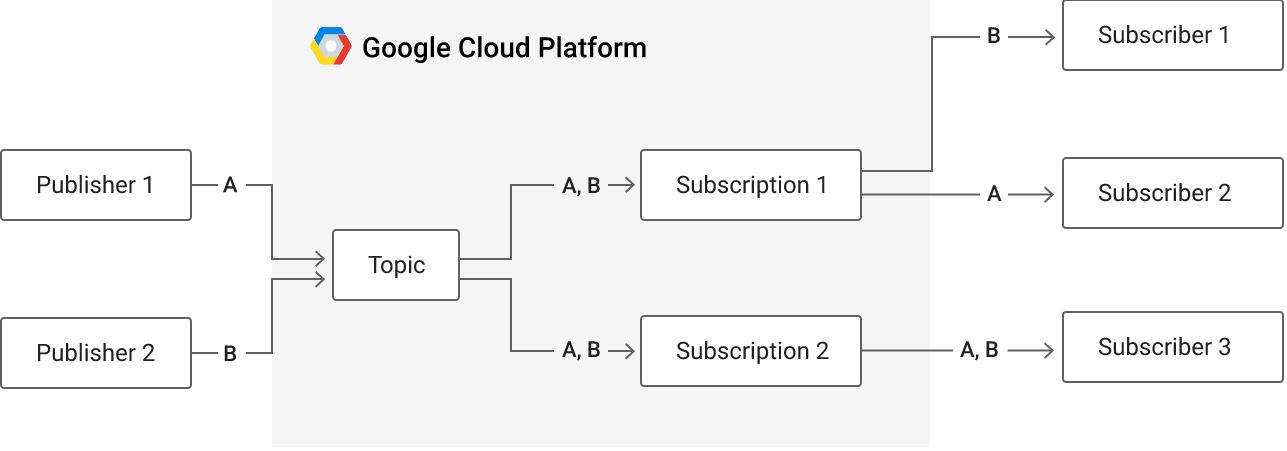 Google Cloud Platform
Publisher 1
A
Publisher 2
B
Topic
A, B
Subscription 1
A, B
Subscription 2
B
Subscriber 1
A
Subscriber 2
A, B
Subscriber 3